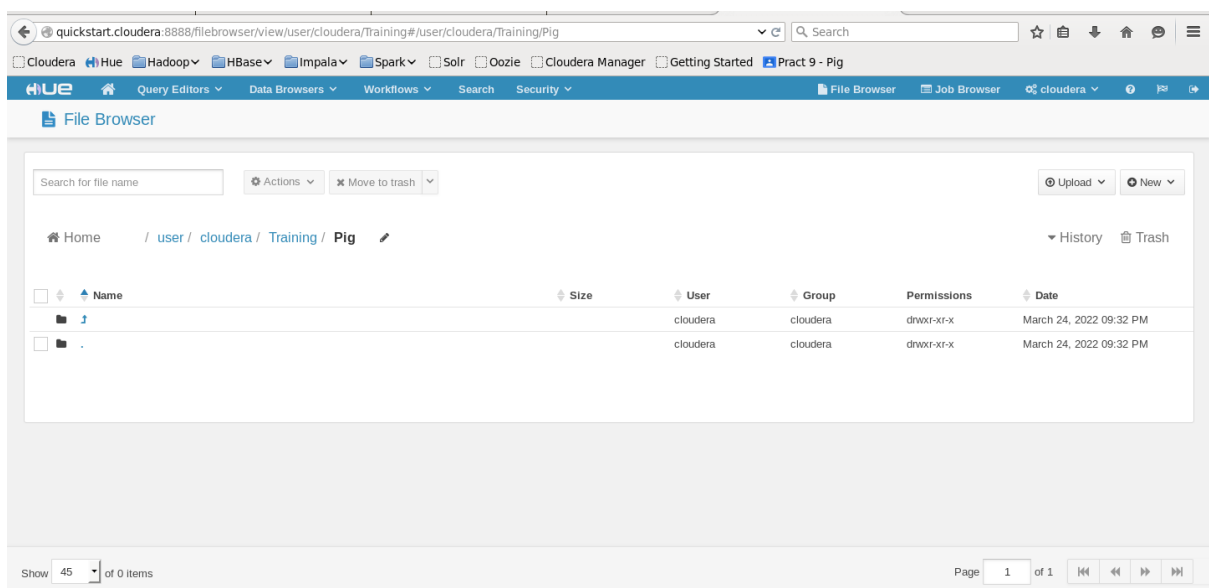 quickstart.cloudera:8888/filebrowser/view/user/cloudera/Training#/user/cloudera/Training/Pig Search
Cloudera Hue Hadoop HBase Impala Spark Solr Oozie Cloudera Manager Getting Started Pract 9 - Pig
HUE Query Editors Data Browsers Workflows Search Security File Browser Job Browser cloudera
File Browser
Search for file name Actions Move to trash Upload New
Home / user / cloudera / Training / Pig History Trash
Name Size User Group Permissions Date
cloudera cloudera drwxr-xr-x March 24, 2022 09:32 PM
. cloudera cloudera drwxr-xr-x March 24, 2022 09:32 PM
Show 45 of 0 items Page 1 of 1